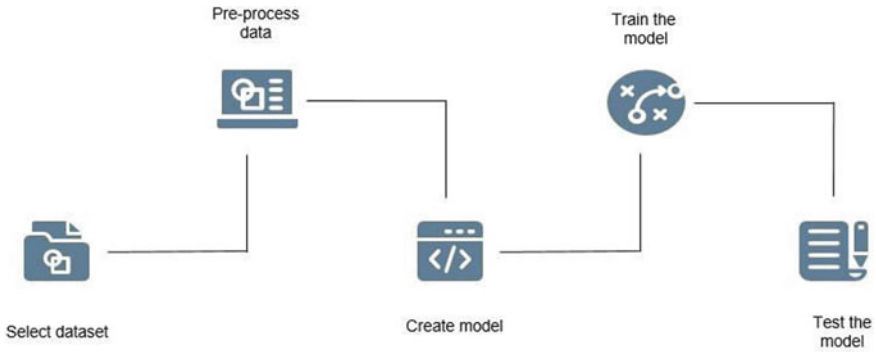 Pre-process
data
Train the
model
Select dataset
Create model
Test the
model